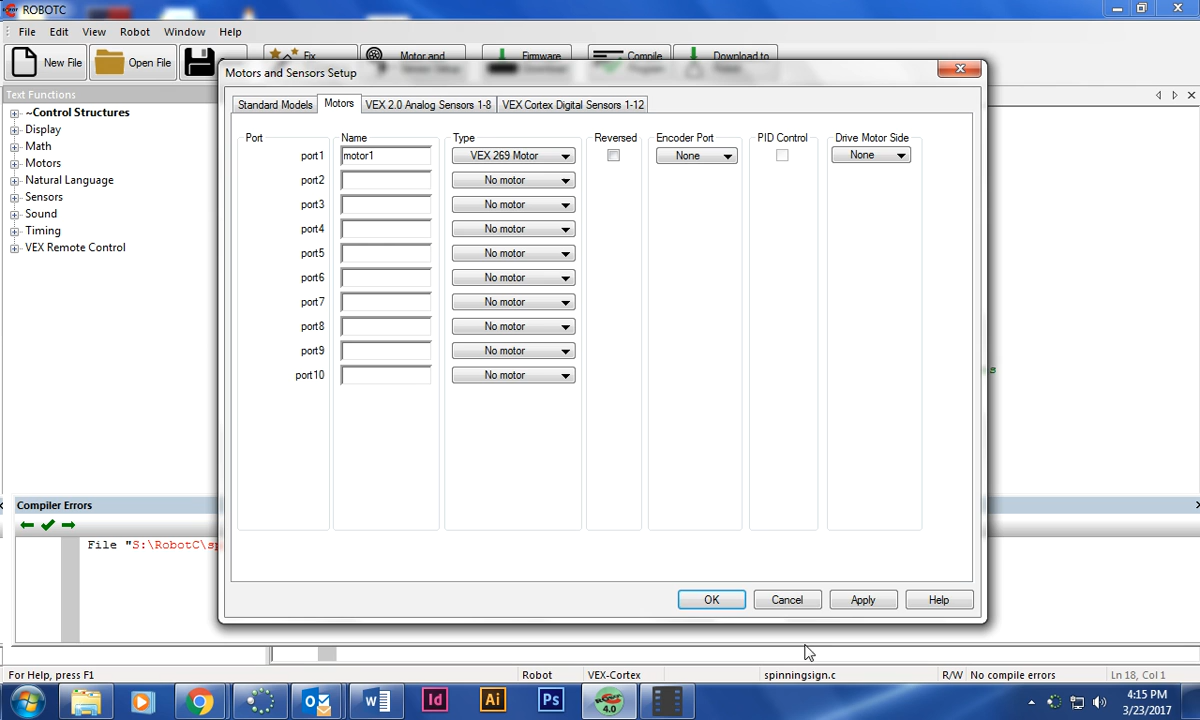 ROBOTC
File Edit View Robot Window Help
New File
Open File
Fix
Motor and
Firmware
Compile
Download to
Text Functions
~Control Structures
Display
Math
Motors
Natural Language
Sensors
Sound
Timing
VEX Remote Control
Motors and Sensors Setup
Standard Models Motors VEX 2.0 Analog Sensors 1-8 VEX Cortex Digital Sensors 1-12
Port Name Type Reversed Encoder Port PID Control Drive Motor Side
port1 motor1 VEX 269 Motor None None
port2 No motor
port3 No motor
port4 No motor
port5 No motor
port6 No motor
port7 No motor
port8 No motor
port9 No motor
port10 No motor
OK Cancel Apply Help
s
Compiler Errors
File "S:\RobotC\sp
For Help, press F1 Robot VEX-Cortex spinningsign.c R/W No compile errors Ln 18, Col 1
Id Ai Ps 4.0
4:15 PM
3/23/2017